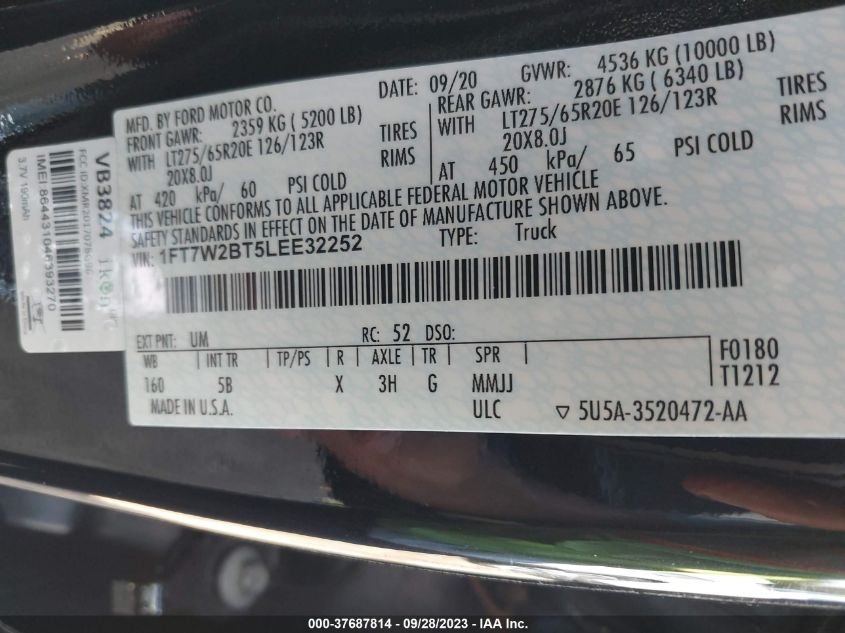 MFD. BY FORD MOTOR CO.
DATE: 09/20 GVWR: 4536 KG (10000 LB)
FRONT GAWR: 2359 KG ( 5200 LB)
REAR GAWR: 2876 KG ( 6340 LB)
WITH LT275/65R20E 126/123R TIRES
WITH LT275/65R20E 126/123R TIRES
20X8.0J RIMS
20X8.0J RIMS
AT 420 kPa/ 60 PSI COLD
AT 450 kPa/ 65 PSI COLD
THIS VEHICLE CONFORMS TO ALL APPLICABLE FEDERAL MOTOR VEHICLE
SAFETY STANDARDS IN EFFECT ON THE DATE OF MANUFACTURE SHOWN ABOVE.
VIN: 1FT7W2BT5LEE32252 TYPE: Truck
EXT PNT: UM RC: 52 DSO:
WB INT TR TP/PS R AXLE TR SPR
160 5B X 3H G MMJJ
F0180
T1212
MADE IN U.S.A. ULC 5U5A-3520472-AA
VB3824
3.7V 190mAh
000-37687814 - 09/28/2023 - IAA Inc.